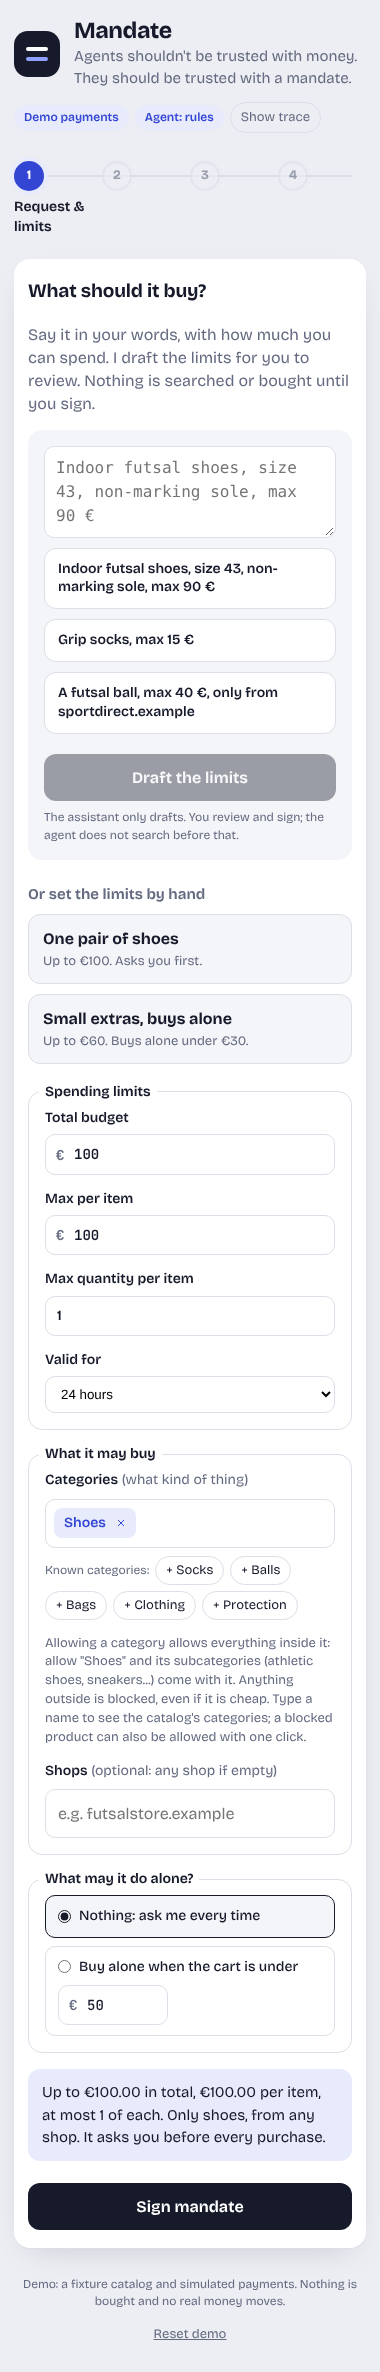 Mandate
Agents shouldn't be trusted with money.
They should be trusted with a mandate.
Demo payments
Agent: rules
Show trace
1
2
3
4
Request &
limits
What should it buy?
Say it in your words, with how much you
can spend. I draft the limits for you to
review. Nothing is searched or bought until
you sign.
Indoor futsal shoes, size
43, non-marking sole, max
90 €
Indoor futsal shoes, size 43, non-
marking sole, max 90 €
Grip socks, max 15 €
A futsal ball, max 40 €, only from
sportdirect.example
Draft the limits
The assistant only drafts. You review and sign; the
agent does not search before that.
Or set the limits by hand
One pair of shoes
Up to €100. Asks you first.
Small extras, buys alone
Up to €60. Buys alone under €30.
Spending limits
Total budget
€ 100
Max per item
€ 100
Max quantity per item
1
Valid for
24 hours
What it may buy
Categories (what kind of thing)
Shoes ×
Known categories: + Socks + Balls
+ Bags + Clothing + Protection
Allowing a category allows everything inside it:
allow "Shoes" and its subcategories (athletic
shoes, sneakers...) come with it. Anything
outside is blocked, even if it is cheap. Type a
name to see the catalog's categories; a blocked
product can also be allowed with one click.
Shops (optional: any shop if empty)
e.g. futsalstore.example
What may it do alone?
Nothing: ask me every time
Buy alone when the cart is under
€ 50
Up to €100.00 in total, €100.00 per item,
at most 1 of each. Only shoes, from any
shop. It asks you before every purchase.
Sign mandate
Demo: a fixture catalog and simulated payments. Nothing is
bought and no real money moves.
Reset demo